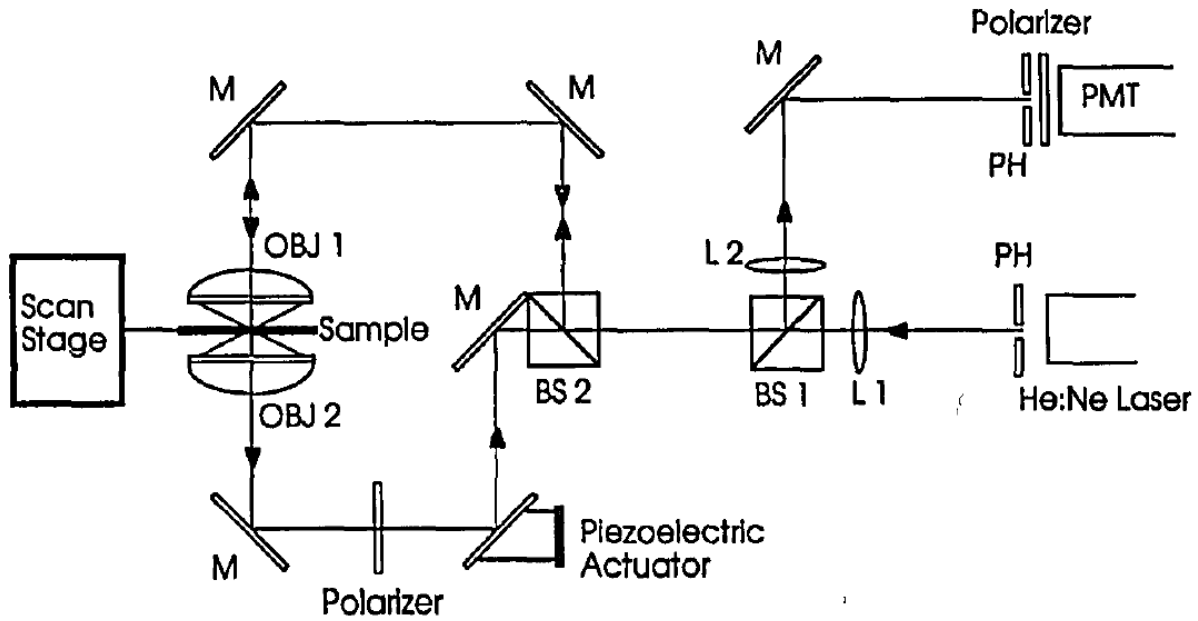 Polarizer
M
PMT
M
M
PH
OBJ 1
L 2
PH
Scan
Stage
Sample
M
BS 2
BS 1
L 1
He:Ne Laser
OBJ 2
M
Piezoelectric
Actuator
Polarizer